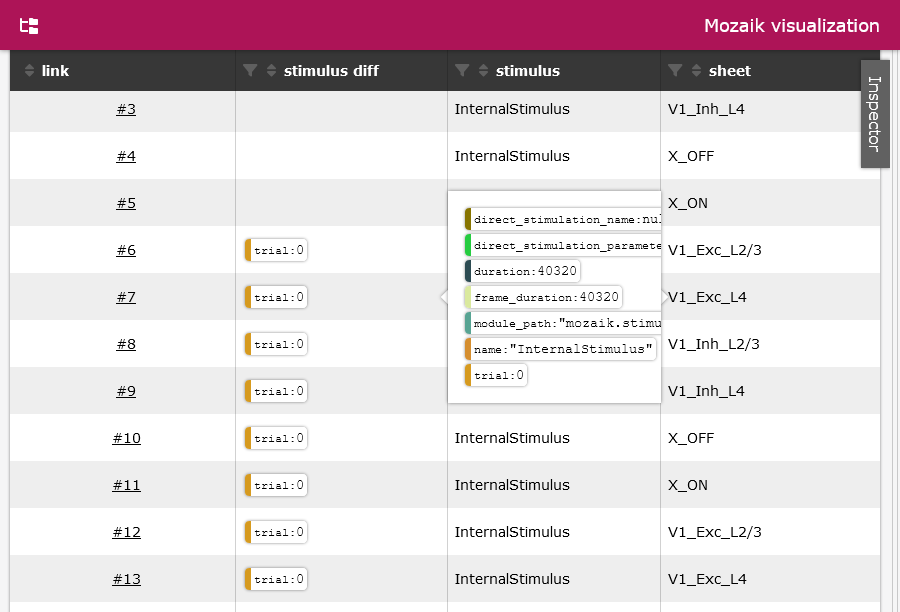 Mozaik visualization
link stimulus diff stimulus sheet
Inspector
#3 InternalStimulus V1_Inh_L4
#4 InternalStimulus X_OFF
#5 X_ON
direct_stimulation_name:nul
direct_stimulation_paramete
#6 trial:0 V1_Exc_L2/3
duration:40320
#7 trial:0 frame_duration:40320 V1_Exc_L4
module_path:"mozaik.stimu
#8 trial:0 name:"InternalStimulus" V1_Inh_L2/3
trial:0
#9 trial:0 V1_Inh_L4
#10 trial:0 InternalStimulus X_OFF
#11 trial:0 InternalStimulus X_ON
#12 trial:0 InternalStimulus V1_Exc_L2/3
#13 trial:0 InternalStimulus V1_Exc_L4